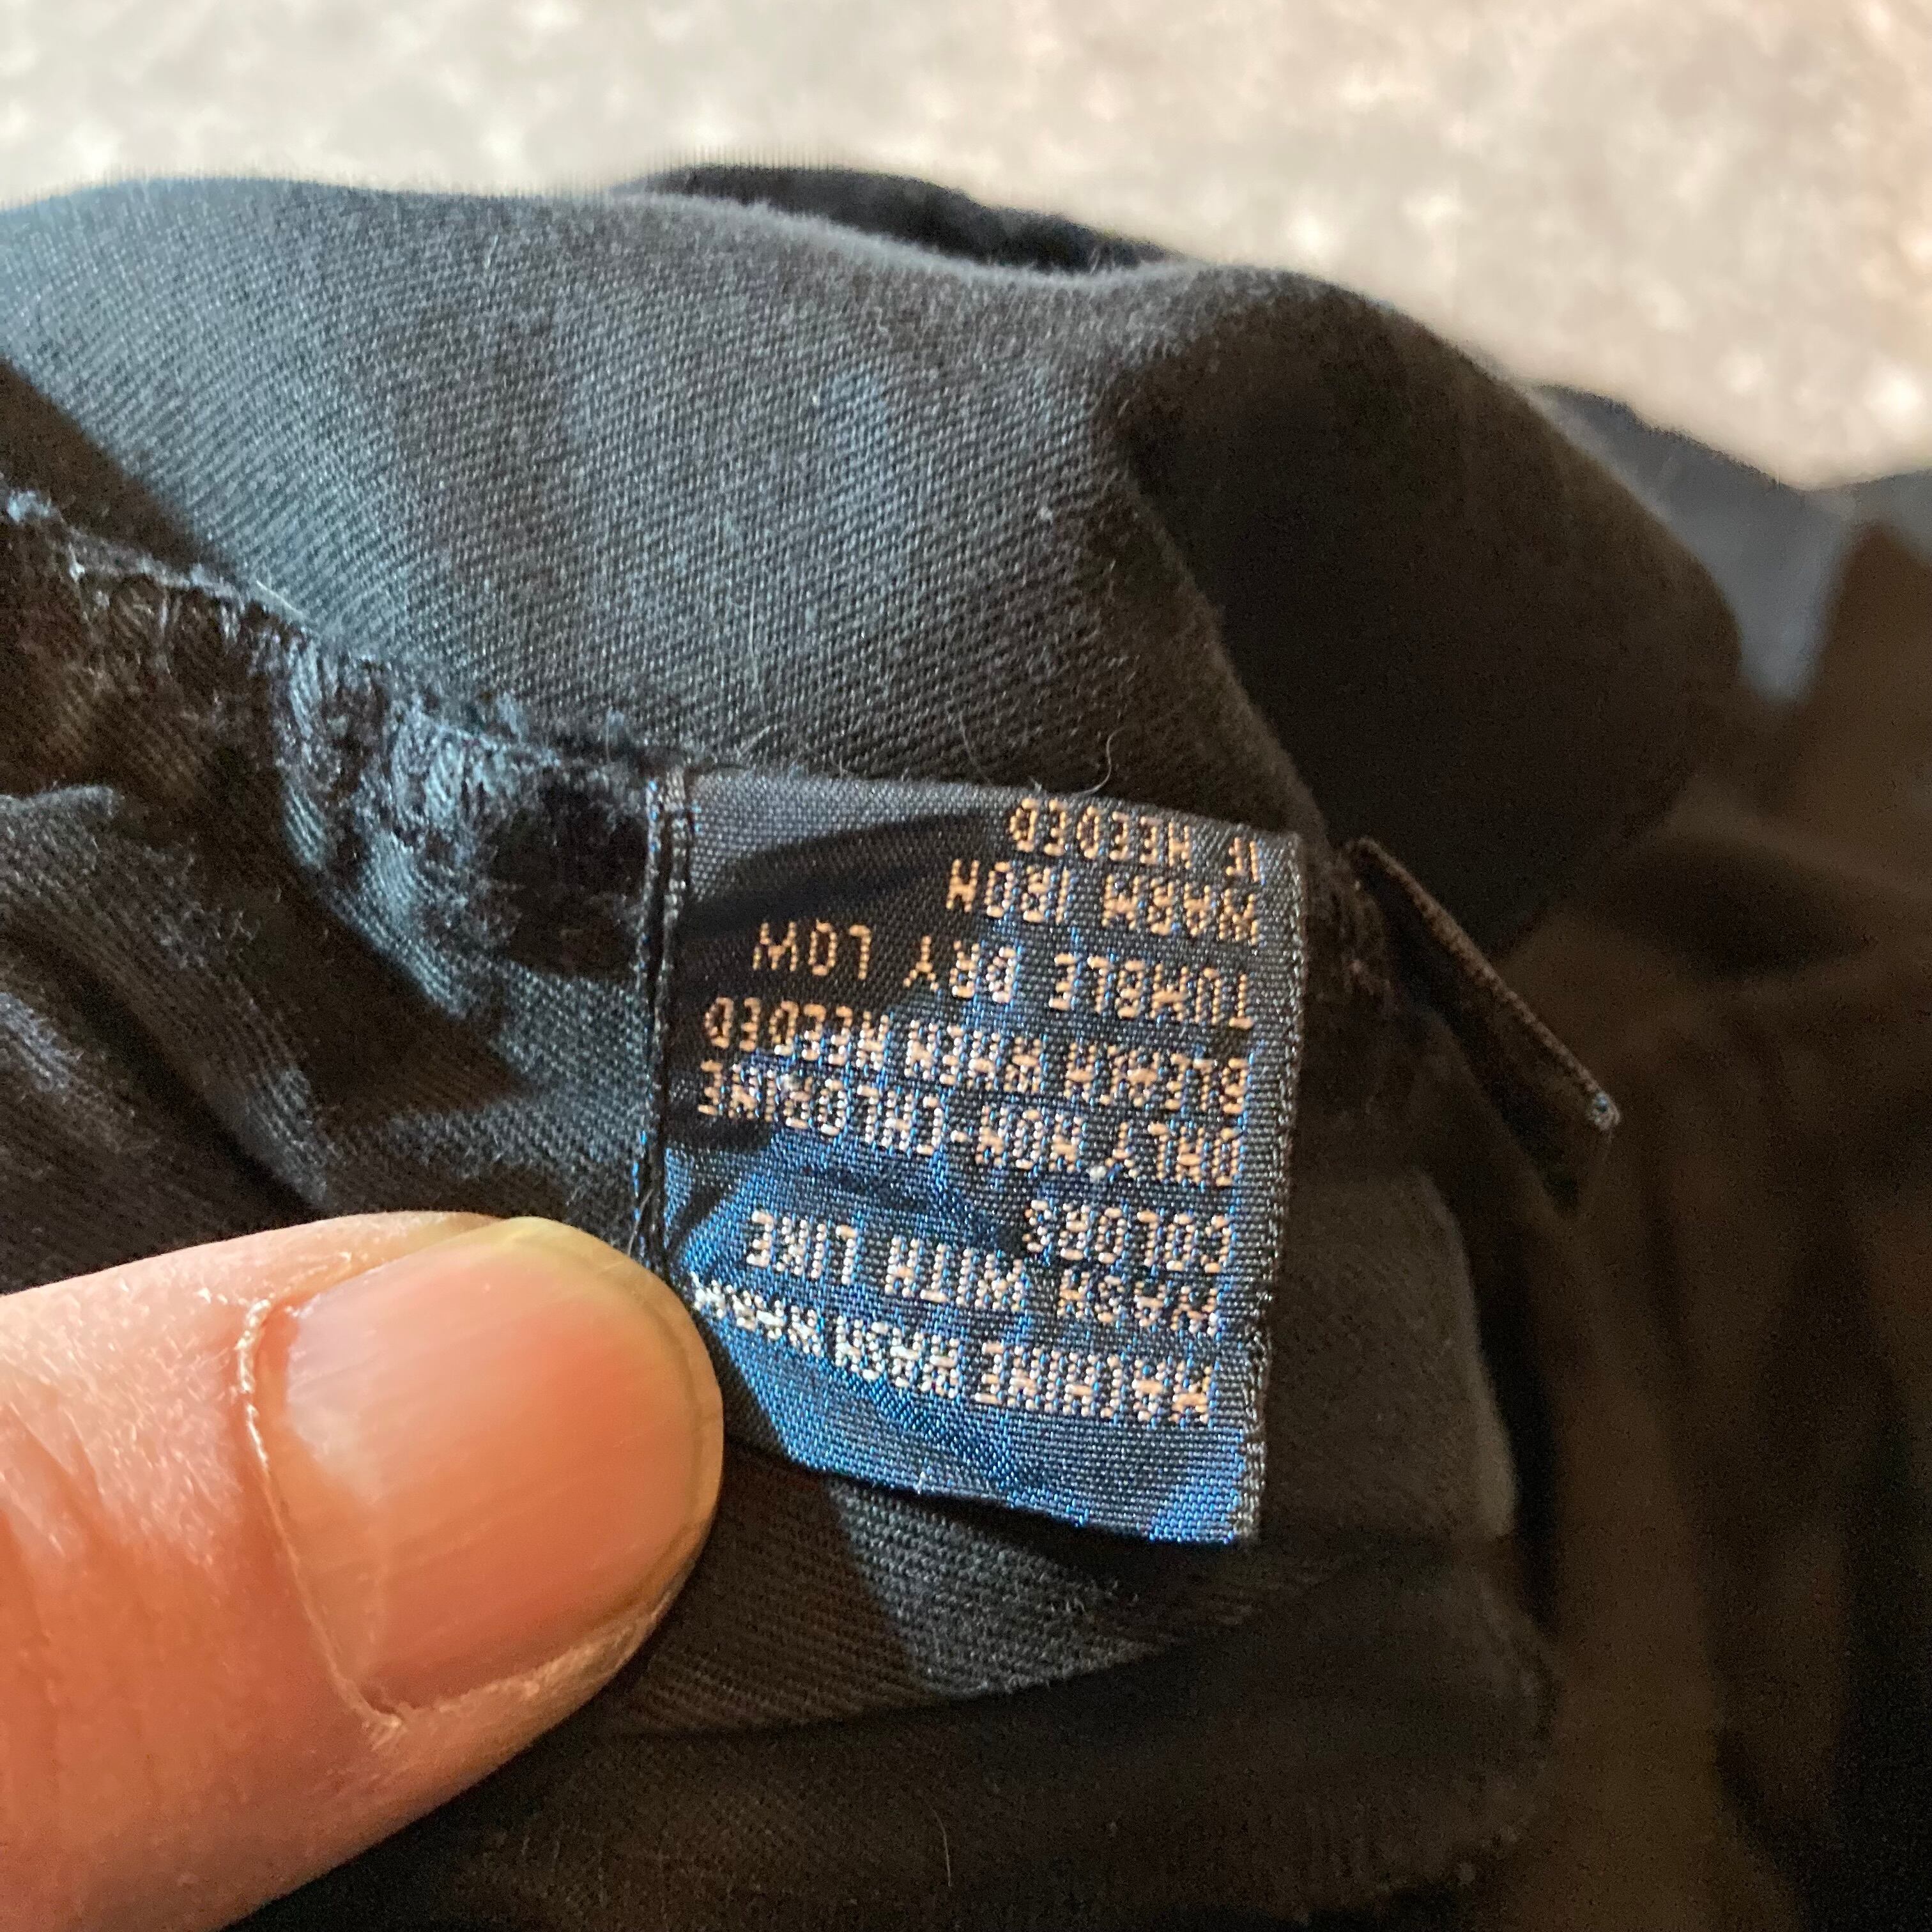 MACHINE WASH WARM
WASH WITH LIKE
COLORS
ONLY NON-CHLORINE
BLEACH WHEN NEEDED
TUMBLE DRY LOW
WARM IRON
IF NEEDED